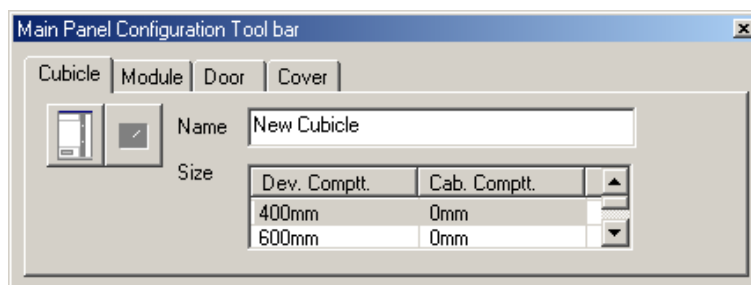 Main Panel Configuration Tool bar
Cubicle Module Door Cover
Name New Cubicle
Size
Dev. Comptt. Cab. Comptt.
400mm 0mm
600mm 0mm